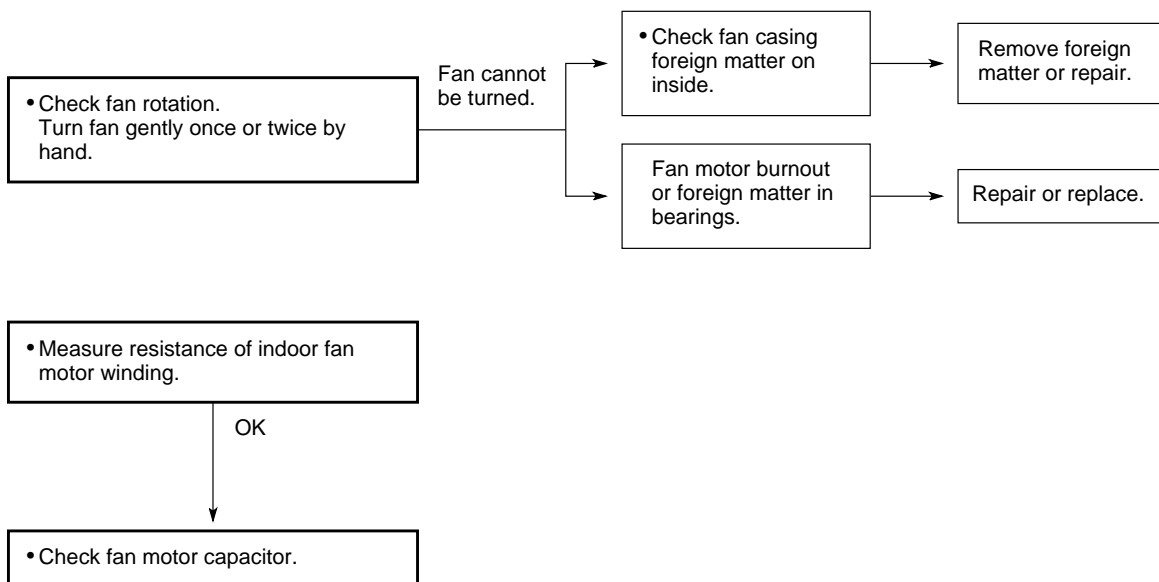 • Check fan rotation.
Turn fan gently once or twice by
hand.
Fan cannot
be turned.
• Check fan casing
foreign matter on
inside.
Remove foreign
matter or repair.
Fan motor burnout
or foreign matter in
bearings.
Repair or replace.
• Measure resistance of indoor fan
motor winding.
OK
• Check fan motor capacitor.